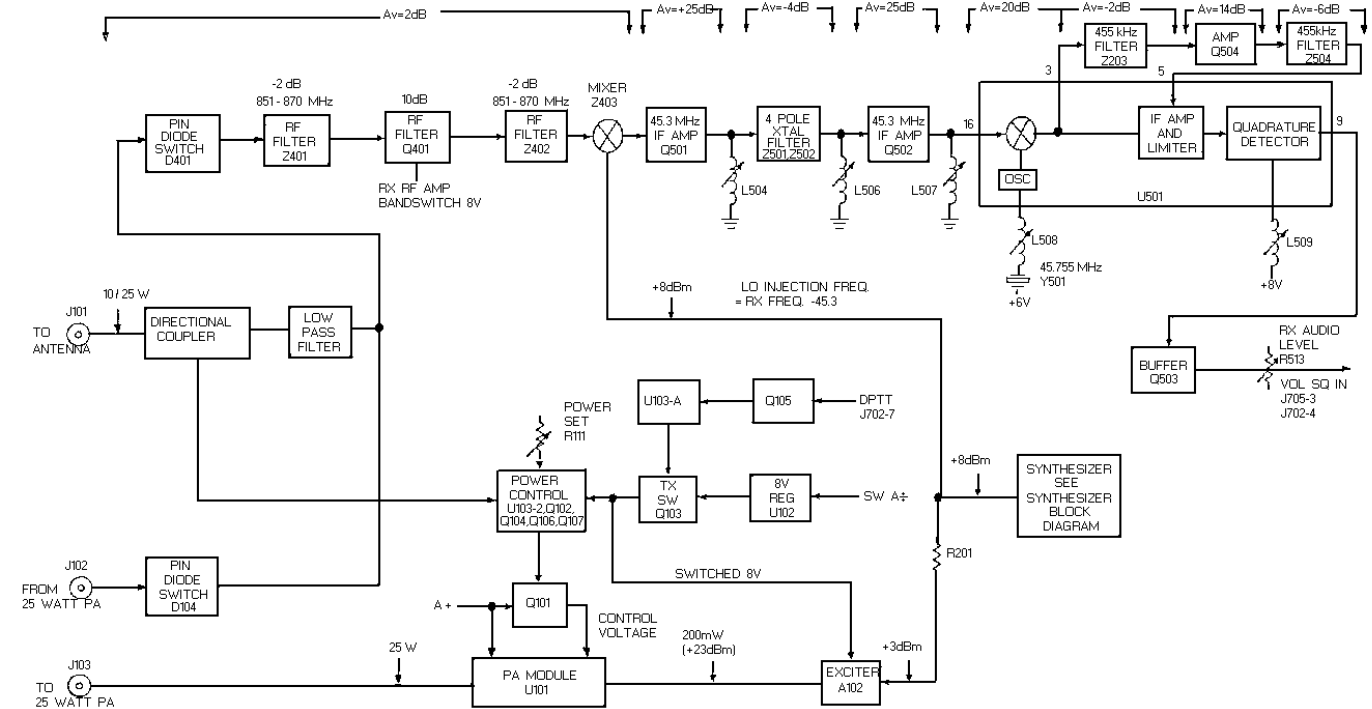 Av=2dB
Av=+25dB
Av=-4dB
Av=25dB
Av=20dB
Av=-2dB
Av=14dB
Av=-6dB
455 kHz
FILTER
Z203
AMP
Q504
455kHz
FILTER
Z504
-2 dB
851-870 MHz
10dB
-2 dB
851-870 MHz
MIXER
Z403
3
5
PIN
DIODE
SWITCH
D401
RF
FILTER
Z401
RF
FILTER
Q401
RF
FILTER
Z402
45.3 MHz
IF AMP
Q501
4 POLE
XTAL
FILTER
Z501,Z502
45.3 MHz
IF AMP
Q502
16
IF AMP
AND
LIMITER
QUADRATURE
DETECTOR
9
RX RF AMP
BANDSWITCH 8V
L504
L506
L507
OSC
U501
L508
45.755 MHz
Y501
+6V
L509
+8V
10/25 W
J101
TO
ANTENNA
DIRECTIONAL
COUPLER
LOW
PASS
FILTER
+8dBm
LO INJECTION FREQ.
= RX FREQ. -45.3
RX AUDIO
LEVEL
R513
BUFFER
Q503
VOL SQ IN
J705-3
J702-4
POWER
SET
R111
U103-A
Q105
DPTT
J702-7
POWER
CONTROL
U103-2,Q102,
Q104,Q106,Q107
TX
SW
Q103
8V
REG
U102
SW A÷
+8dBm
SYNTHESIZER
SEE
SYNTHESIZER
BLOCK
DIAGRAM
R201
J102
FROM
25 WATT PA
PIN
DIODE
SWITCH
D104
SWITCHED 8V
A +
Q101
CONTROL
VOLTAGE
J103
TO
25 WATT PA
25 W
PA MODULE
U101
200mW
(+23dBm)
EXCITER
A102
+3dBm